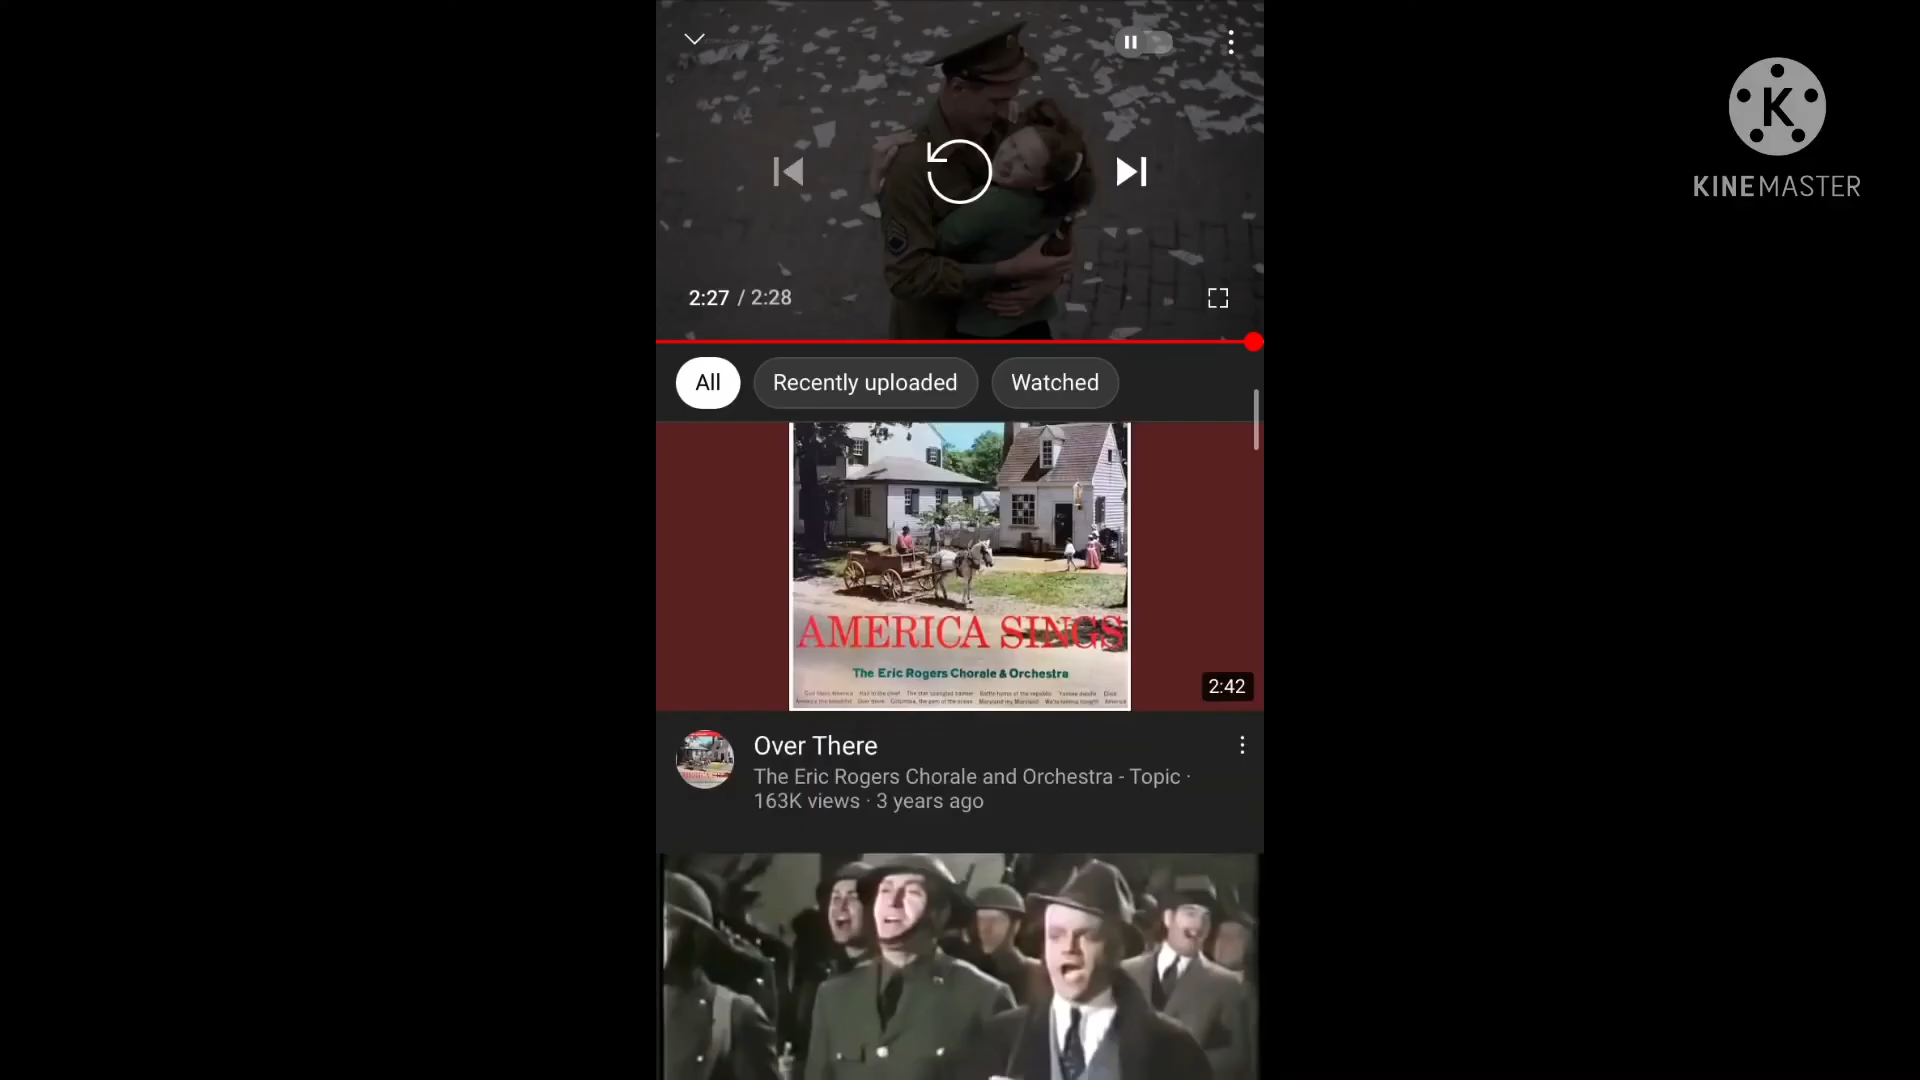 KINEMASTER
2:27 / 2:28
All
Recently uploaded
Watched
AMERICA SINGS
The Eric Rogers Chorale & Orchestra
2:42
Over There
The Eric Rogers Chorale and Orchestra - Topic ·
163K views · 3 years ago